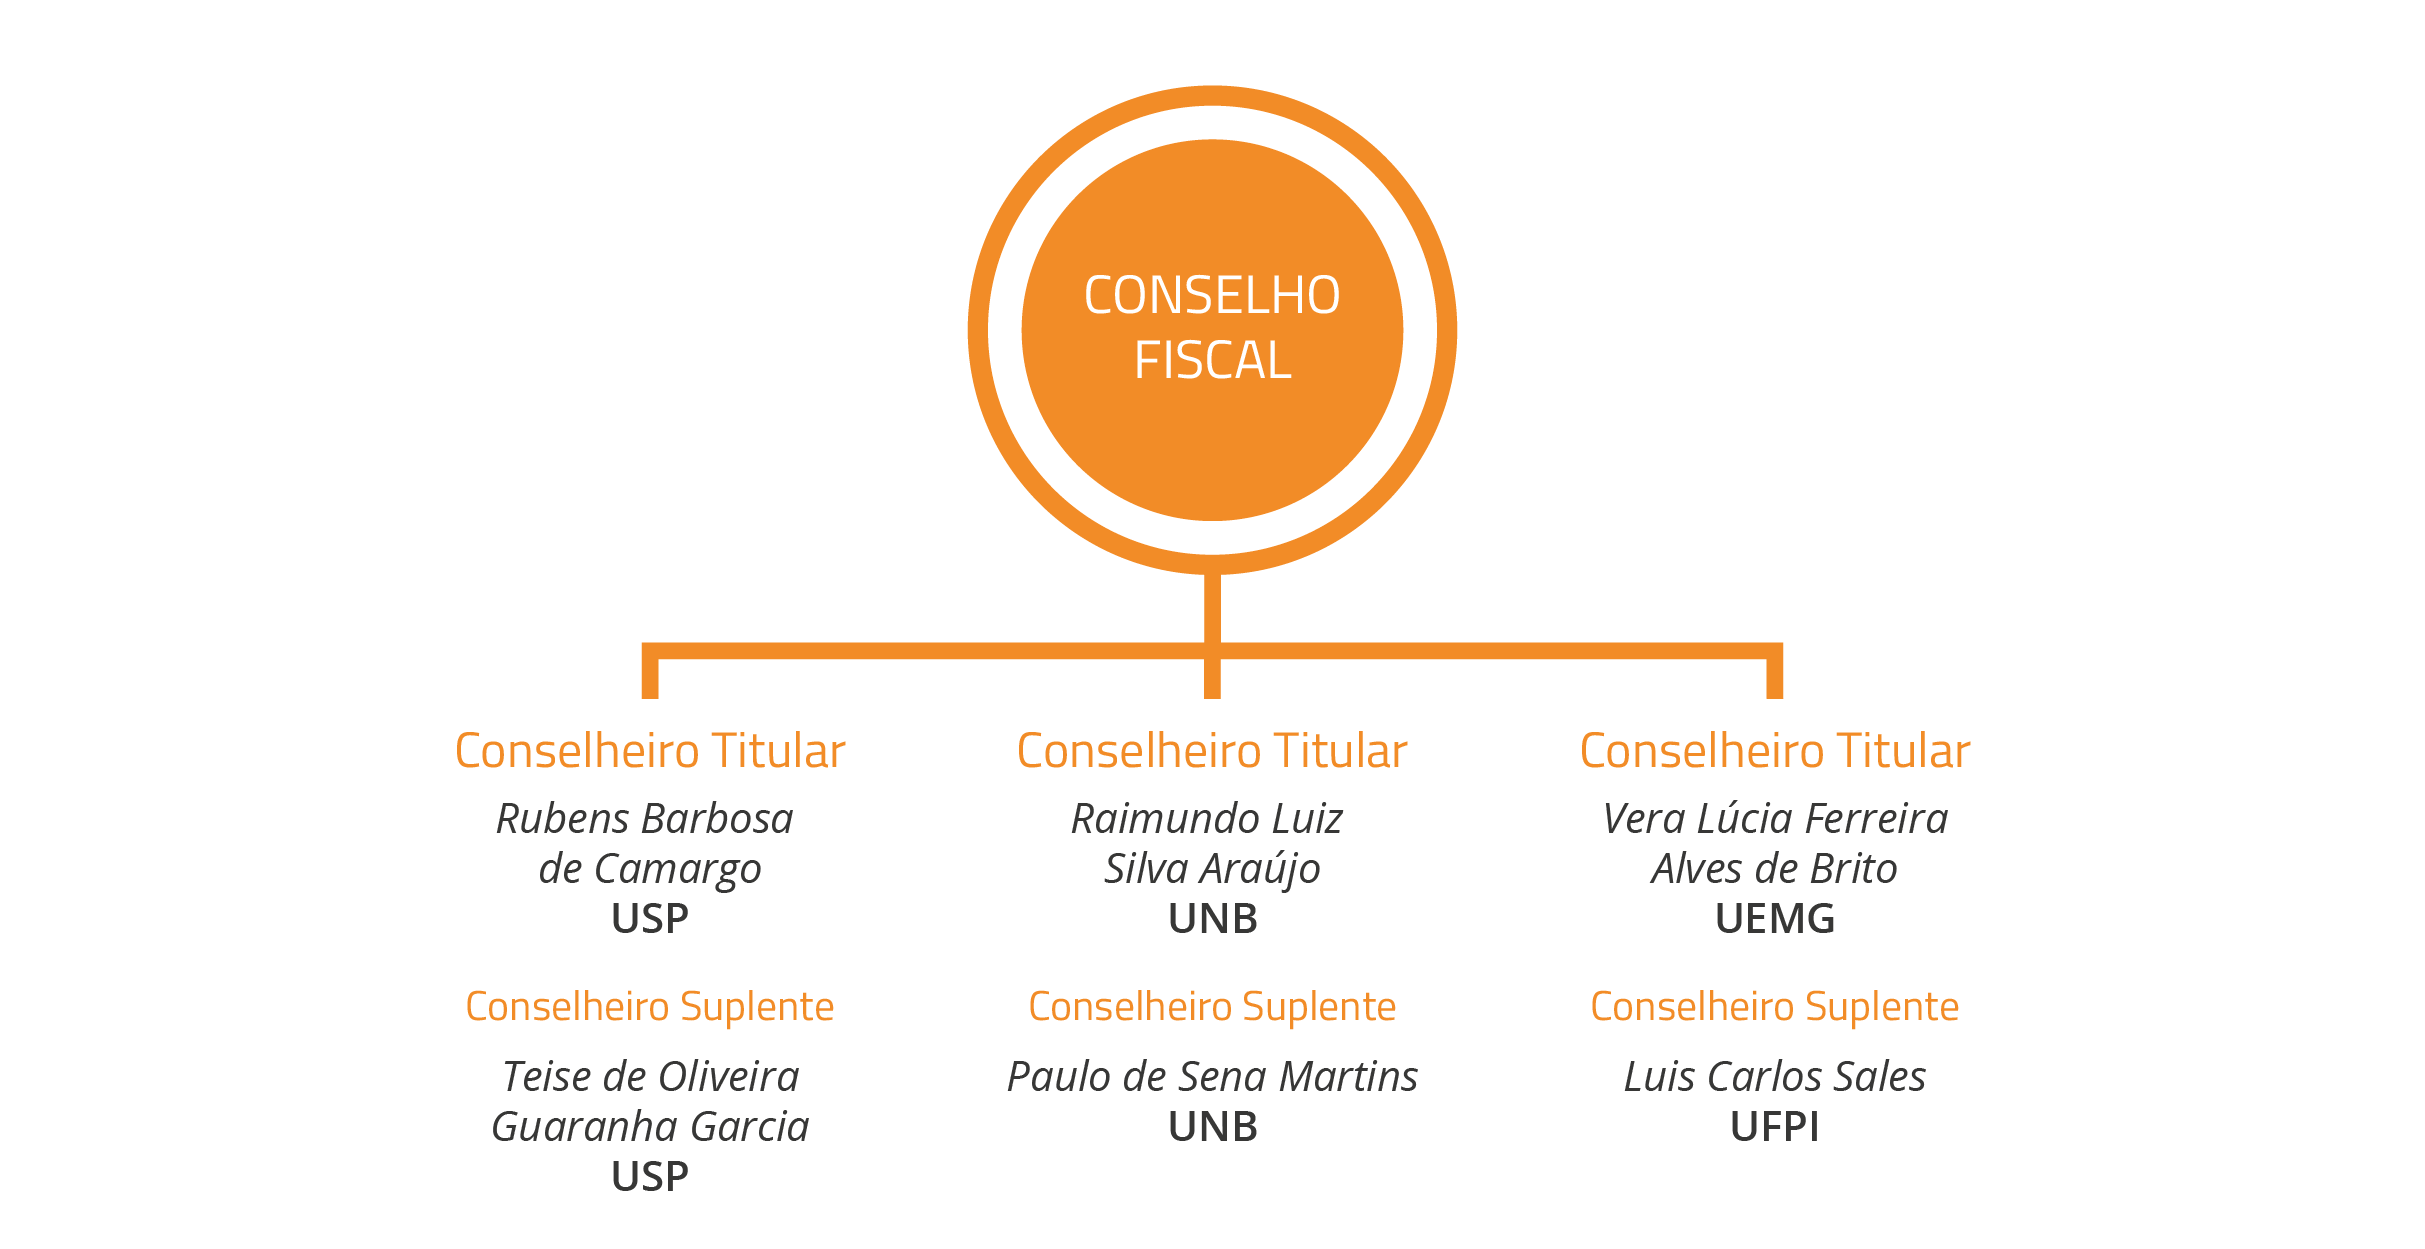 CONSELHO
FISCAL
Conselheiro Titular
Rubens Barbosa
de Camargo
USP
Conselheiro Suplente
Teise de Oliveira
Guaranha Garcia
USP
Conselheiro Titular
Raimundo Luiz
Silva Araújo
UNB
Conselheiro Suplente
Paulo de Sena Martins
UNB
Conselheiro Titular
Vera Lúcia Ferreira
Alves de Brito
UEMG
Conselheiro Suplente
Luis Carlos Sales
UFPI